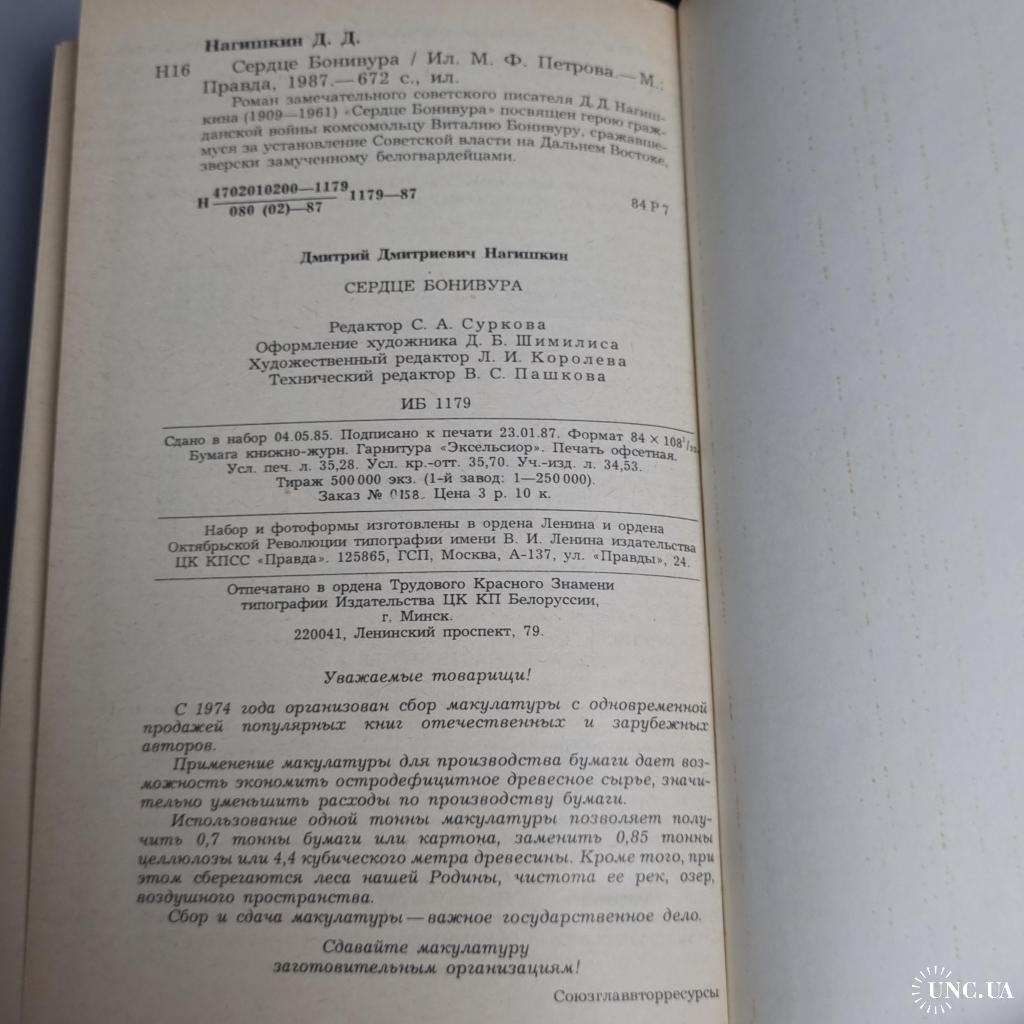 Нагишкин Д. Д.
Н16 Сердце Бонивура / Ил. М. Ф. Петрова.— М.:
Правда, 1987.— 672 с., ил.
Роман замечательного советского писателя Д. Д. Нагиш-
кина (1909—1961) «Сердце Бонивура» посвящен герою граж-
данской войны комсомольцу Виталию Бонивуру, сражавше-
муся за установление Советской власти на Дальнем Востоке,
зверски замученному белогвардейцами.
Н 4702010200—1179 1179—87
080 (02)—87
84 Р 7
Дмитрий Дмитриевич Нагишкин
СЕРДЦЕ БОНИВУРА
Редактор С. А. Суркова
Оформление художника Д. Б. Шимилиса
Художественный редактор Л. И. Королева
Технический редактор В. С. Пашкова
ИБ 1179
Сдано в набор 04.05.85. Подписано к печати 23.01.87. Формат 84 × 108¹/₃₂.
Бумага книжно-журн. Гарнитура «Эксельсиор». Печать офсетная.
Усл. печ. л. 35,28. Усл. кр.-отт. 35,70. Уч.-изд. л. 34,53.
Тираж 500 000 экз. (1-й завод: 1—250 000).
Заказ № 0158. Цена 3 р. 10 к.
Набор и фотоформы изготовлены в ордена Ленина и ордена
Октябрьской Революции типографии имени В. И. Ленина издательства
ЦК КПСС «Правда». 125865, ГСП, Москва, А-137, ул. «Правды», 24.
Отпечатано в ордена Трудового Красного Знамени
типографии Издательства ЦК КП Белоруссии,
г. Минск.
220041, Ленинский проспект, 79.
Уважаемые товарищи!
С 1974 года организован сбор макулатуры с одновременной
продажей популярных книг отечественных и зарубежных
авторов.
Применение макулатуры для производства бумаги дает воз-
можность экономить остродефицитное древесное сырье, значи-
тельно уменьшить расходы по производству бумаги.
Использование одной тонны макулатуры позволяет полу-
чить 0,7 тонны бумаги или картона, заменить 0,85 тонны
целлюлозы или 4,4 кубического метра древесины. Кроме того, при
этом сберегаются леса нашей Родины, чистота ее рек, озер,
воздушного пространства.
Сбор и сдача макулатуры — важное государственное дело.
Сдавайте макулатуру
заготовительным организациям!
Союзглаввторресурсы
UNC.UA